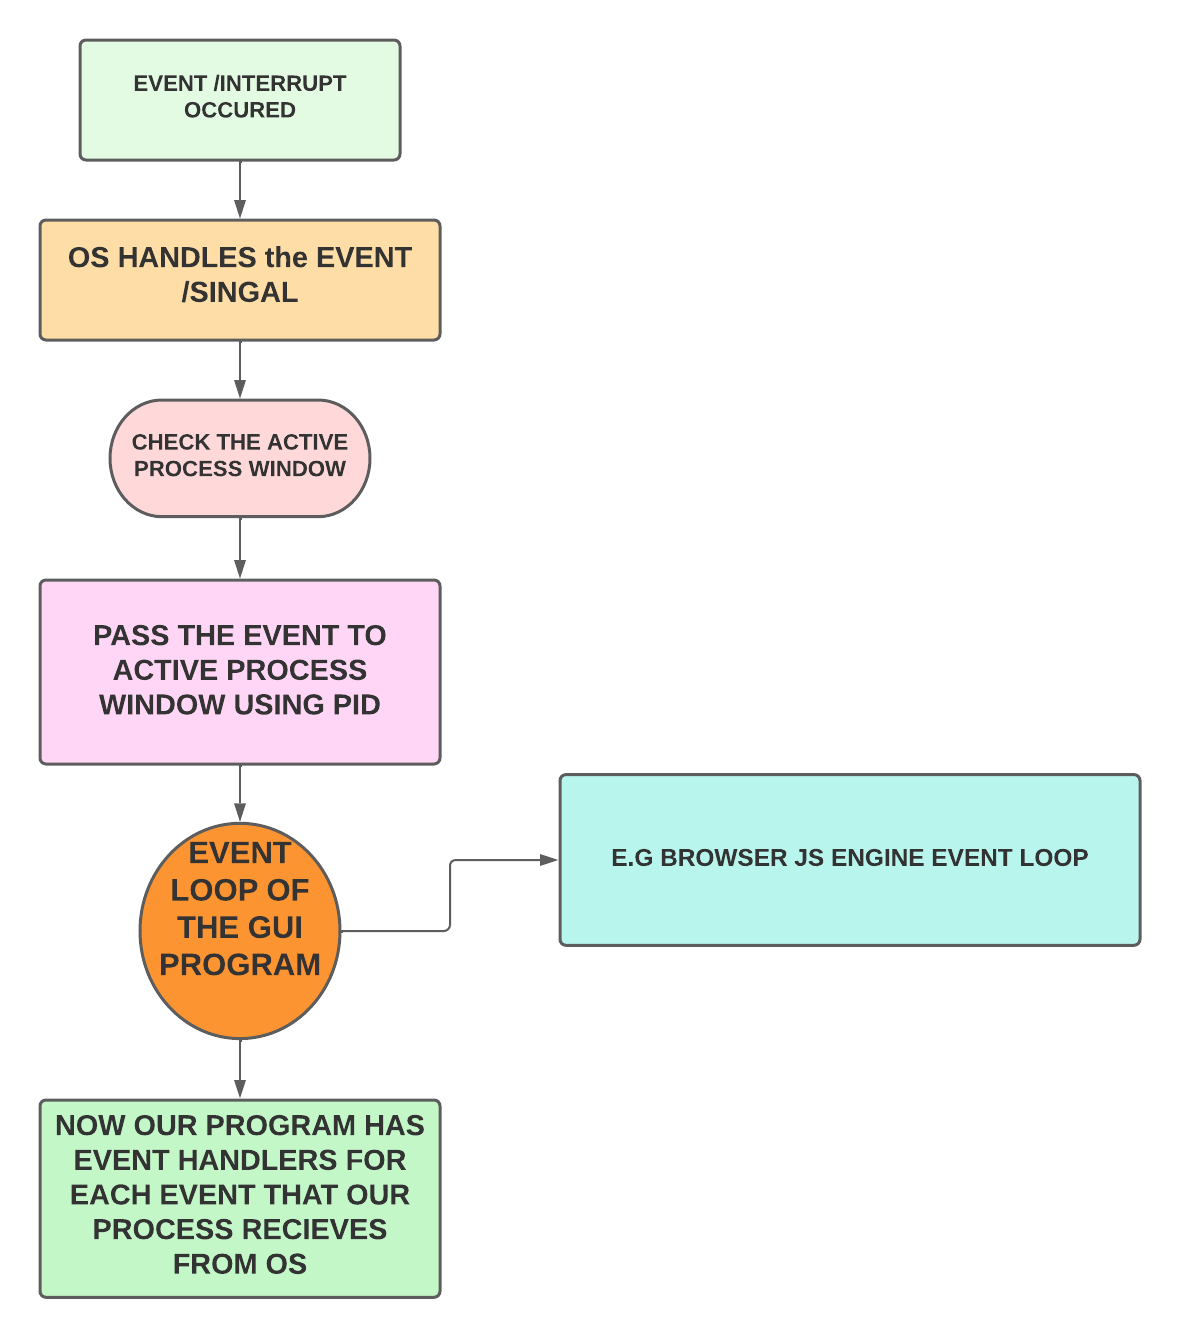 EVENT /INTERRUPT
OCCURED
OS HANDLES the EVENT
/SINGAL
CHECK THE ACTIVE
PROCESS WINDOW
PASS THE EVENT TO
ACTIVE PROCESS
WINDOW USING PID
EVENT
LOOP OF
THE GUI
PROGRAM
E.G BROWSER JS ENGINE EVENT LOOP
NOW OUR PROGRAM HAS
EVENT HANDLERS FOR
EACH EVENT THAT OUR
PROCESS RECIEVES
FROM OS